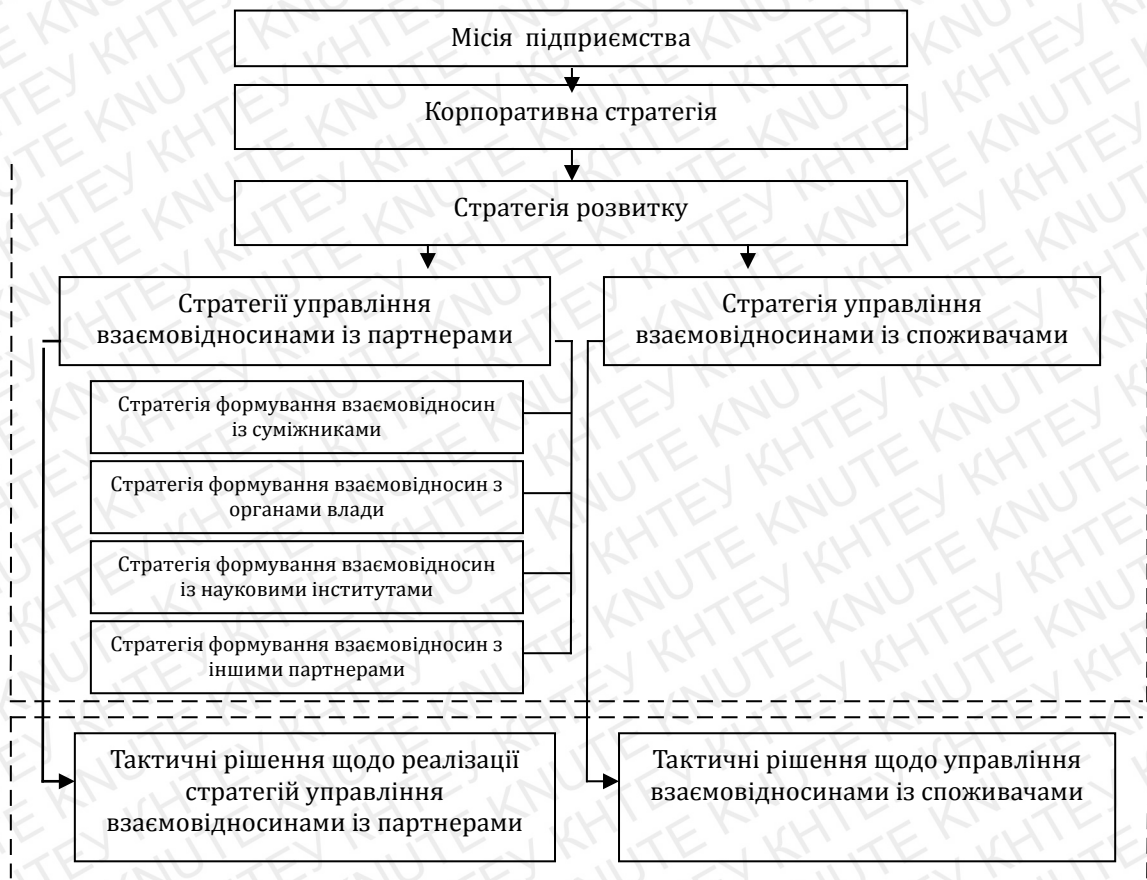 Місія підприємства
Корпоративна стратегія
Стратегія розвитку
Стратегії управління
взаємовідносинами із партнерами
Стратегія управління
взаємовідносинами із споживачами
Стратегія формування взаємовідносин
із суміжниками
Стратегія формування взаємовідносин з
органами влади
Стратегія формування взаємовідносин
із науковими інститутами
Стратегія формування взаємовідносин з
іншими партнерами
Тактичні рішення щодо реалізації
стратегій управління
взаємовідносинами із партнерами
Тактичні рішення щодо управління
взаємовідносинами із споживачами